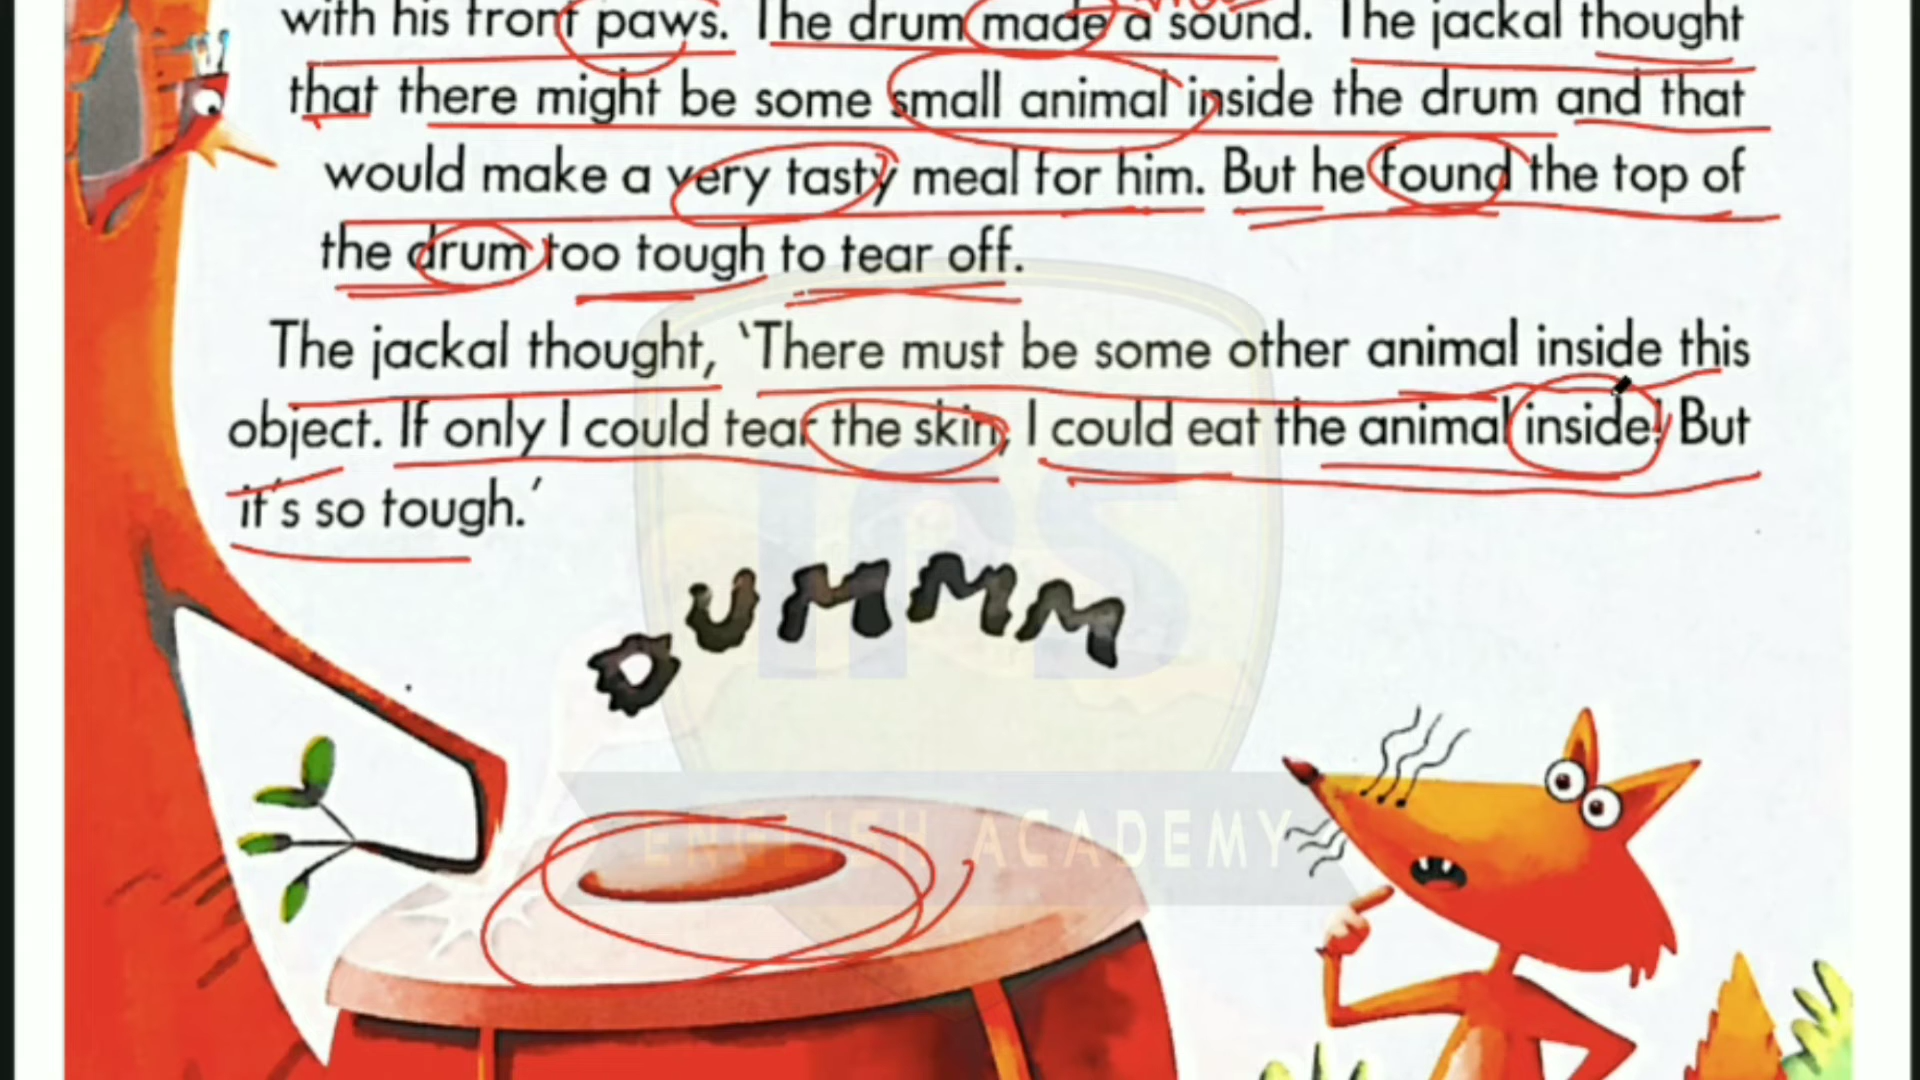 with his front paws. The drum made a sound. The jackal thought
that there might be some small animal inside the drum and that
would make a very tasty meal for him. But he found the top of
the drum too tough to tear off.
The jackal thought, ‘There must be some other animal inside this
object. If only I could tear the skin, I could eat the animal inside! But
it's so tough.’
DUMMM
ENGLISH ACADEMY